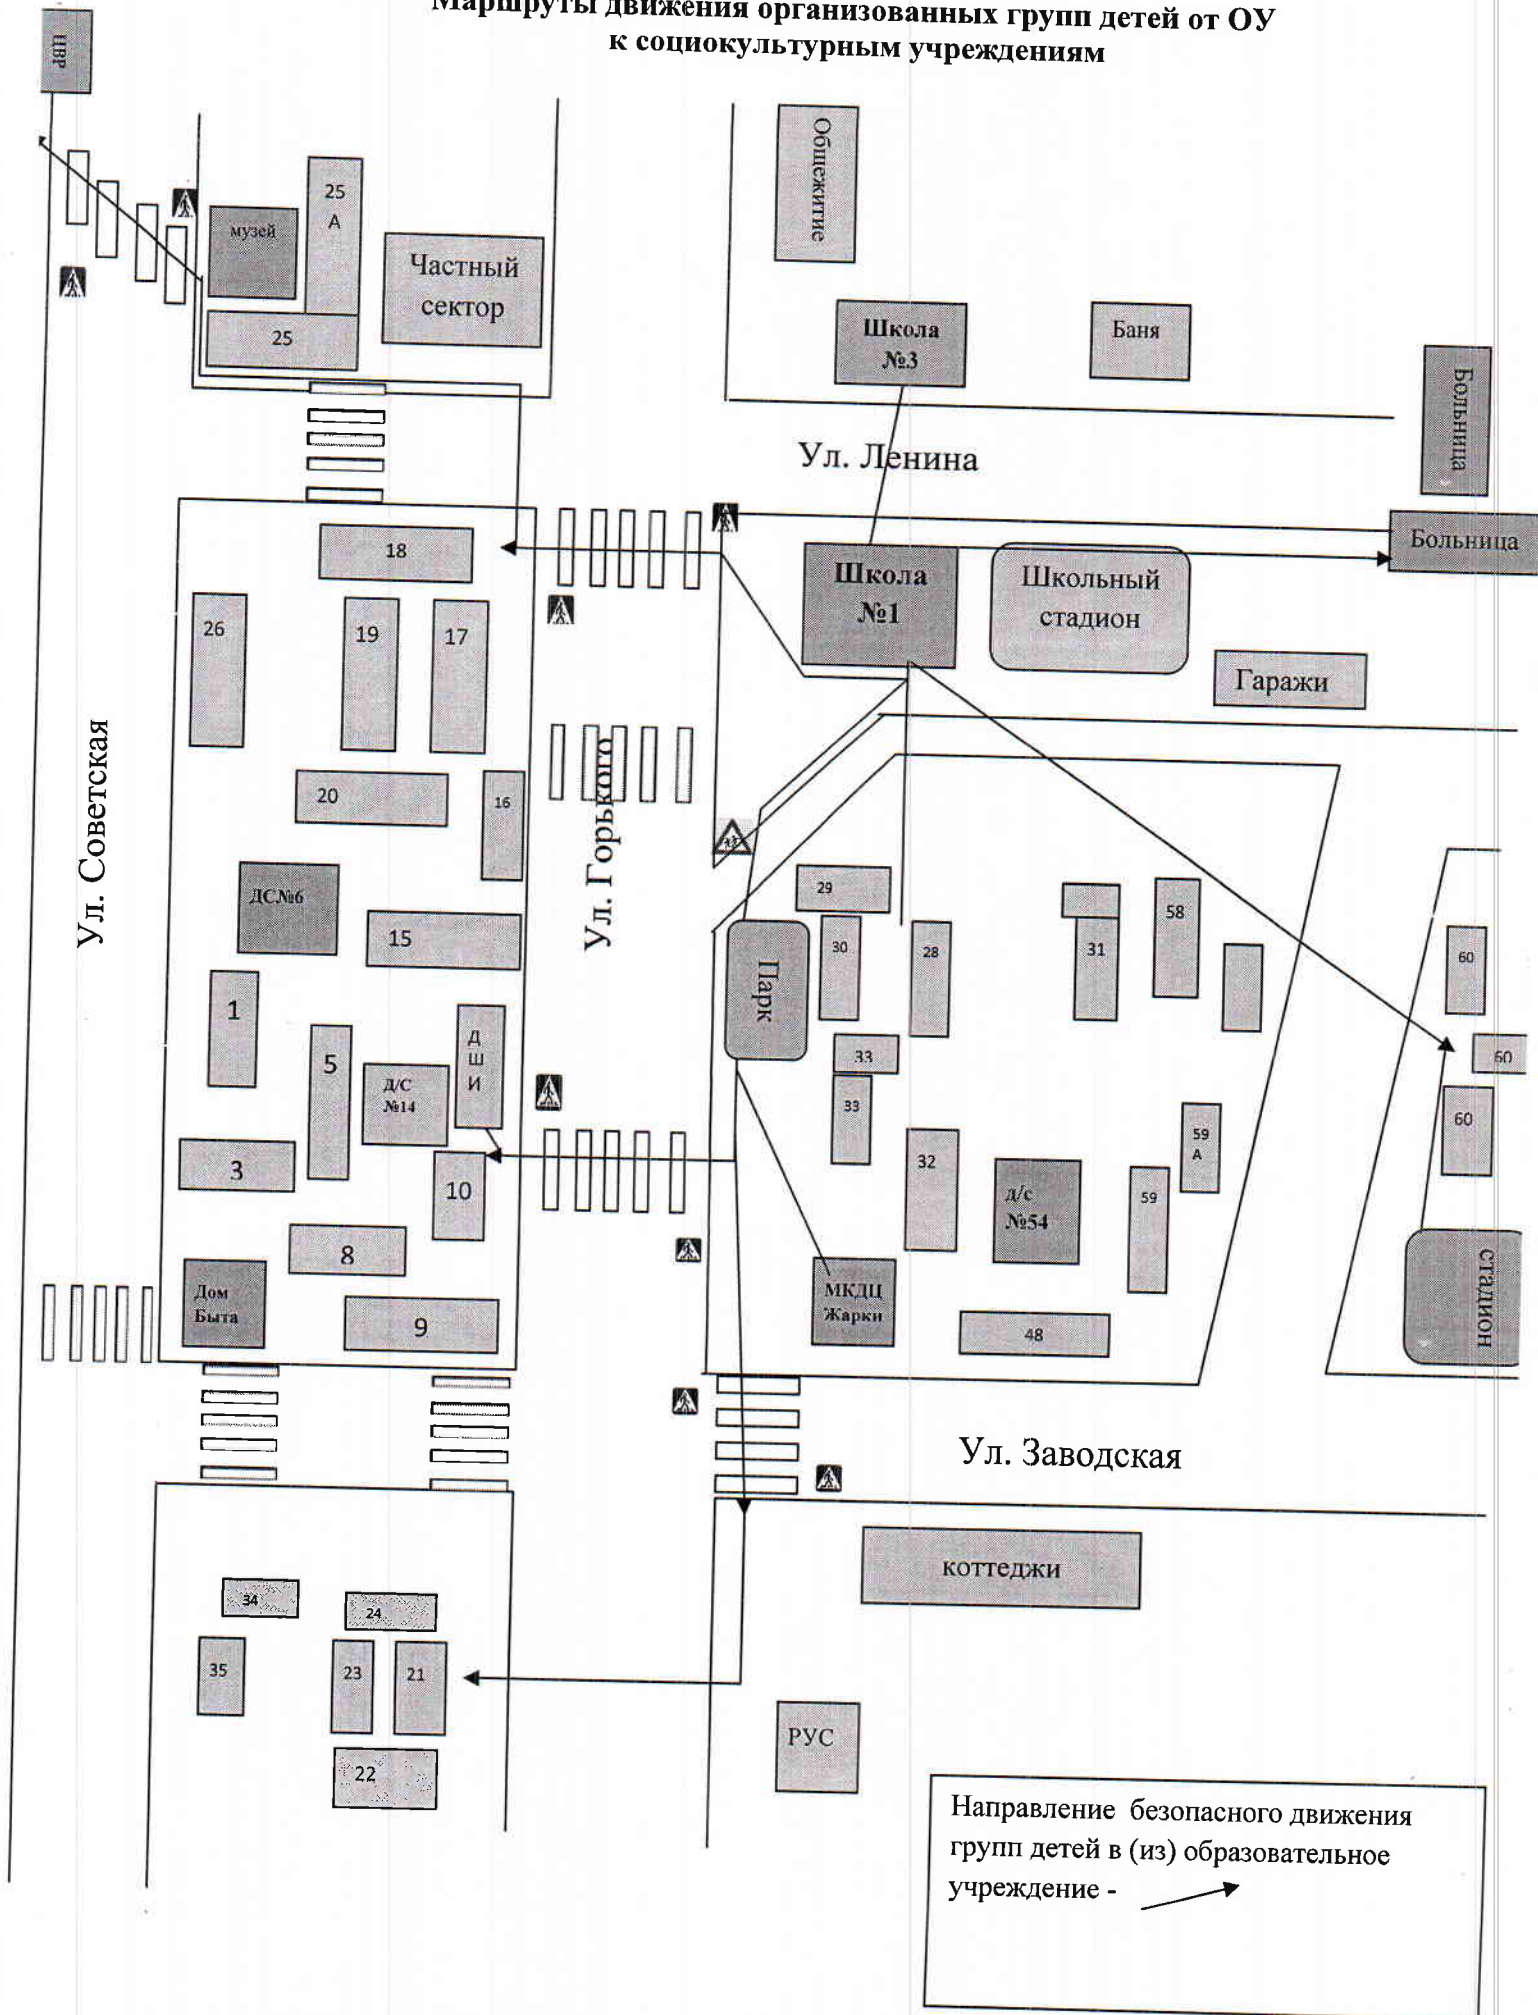 Маршруты движения организованных групп детей от ОУ
к социокультурным учреждениям
ЦВР
музей
25
А
25
Частный
сектор
Общежитие
Школа
№3
Баня
Больница
Ул. Ленина
Больница
18
Школа
№1
Школьный
стадион
Гаражи
26
19
17
20
16
Ул. Советская
Ул. Горького
ДС№6
15
1
5
Д/С
№14
Д
Ш
И
3
10
8
Дом
Быта
9
29
30
28
31
58
Парк
33
33
32
д/с
№54
59
А
59
МКДЦ
Жарки
48
60
60
60
стадион
Ул. Заводская
коттеджи
34
24
35
23
21
22
РУС
Направление безопасного движения
групп детей в (из) образовательное
учреждение -